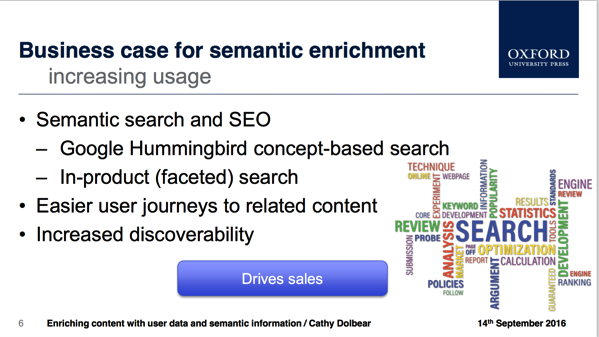 Business case for semantic enrichment
increasing usage
OXFORD
UNIVERSITY PRESS
• Semantic search and SEO
– Google Hummingbird concept-based search
– In-product (faceted) search
• Easier user journeys to related content
• Increased discoverability
Drives sales
TECHNIQUE
ONLINE
WEBPAGE
EXPERIMENT
INFORMATION
POPULARITY
STANDARDS
ENGINE
REVIEW
KEYWORD
RESULTS
CORE
DEVELOPMENT
STATISTICS
REVIEW
PROBE
SEARCH
TOOLS
DEVELOPMENT
SUBMISSION
ANALYSIS
MARKET
PAGE
OFF
OPTIMIZATION
REPORT
CALCULATION
ARGUMENT
GUARANTEED
ENGINE
RANKING
POLICIES
FOLLOW
6
Enriching content with user data and semantic information / Cathy Dolbear
14th September 2016